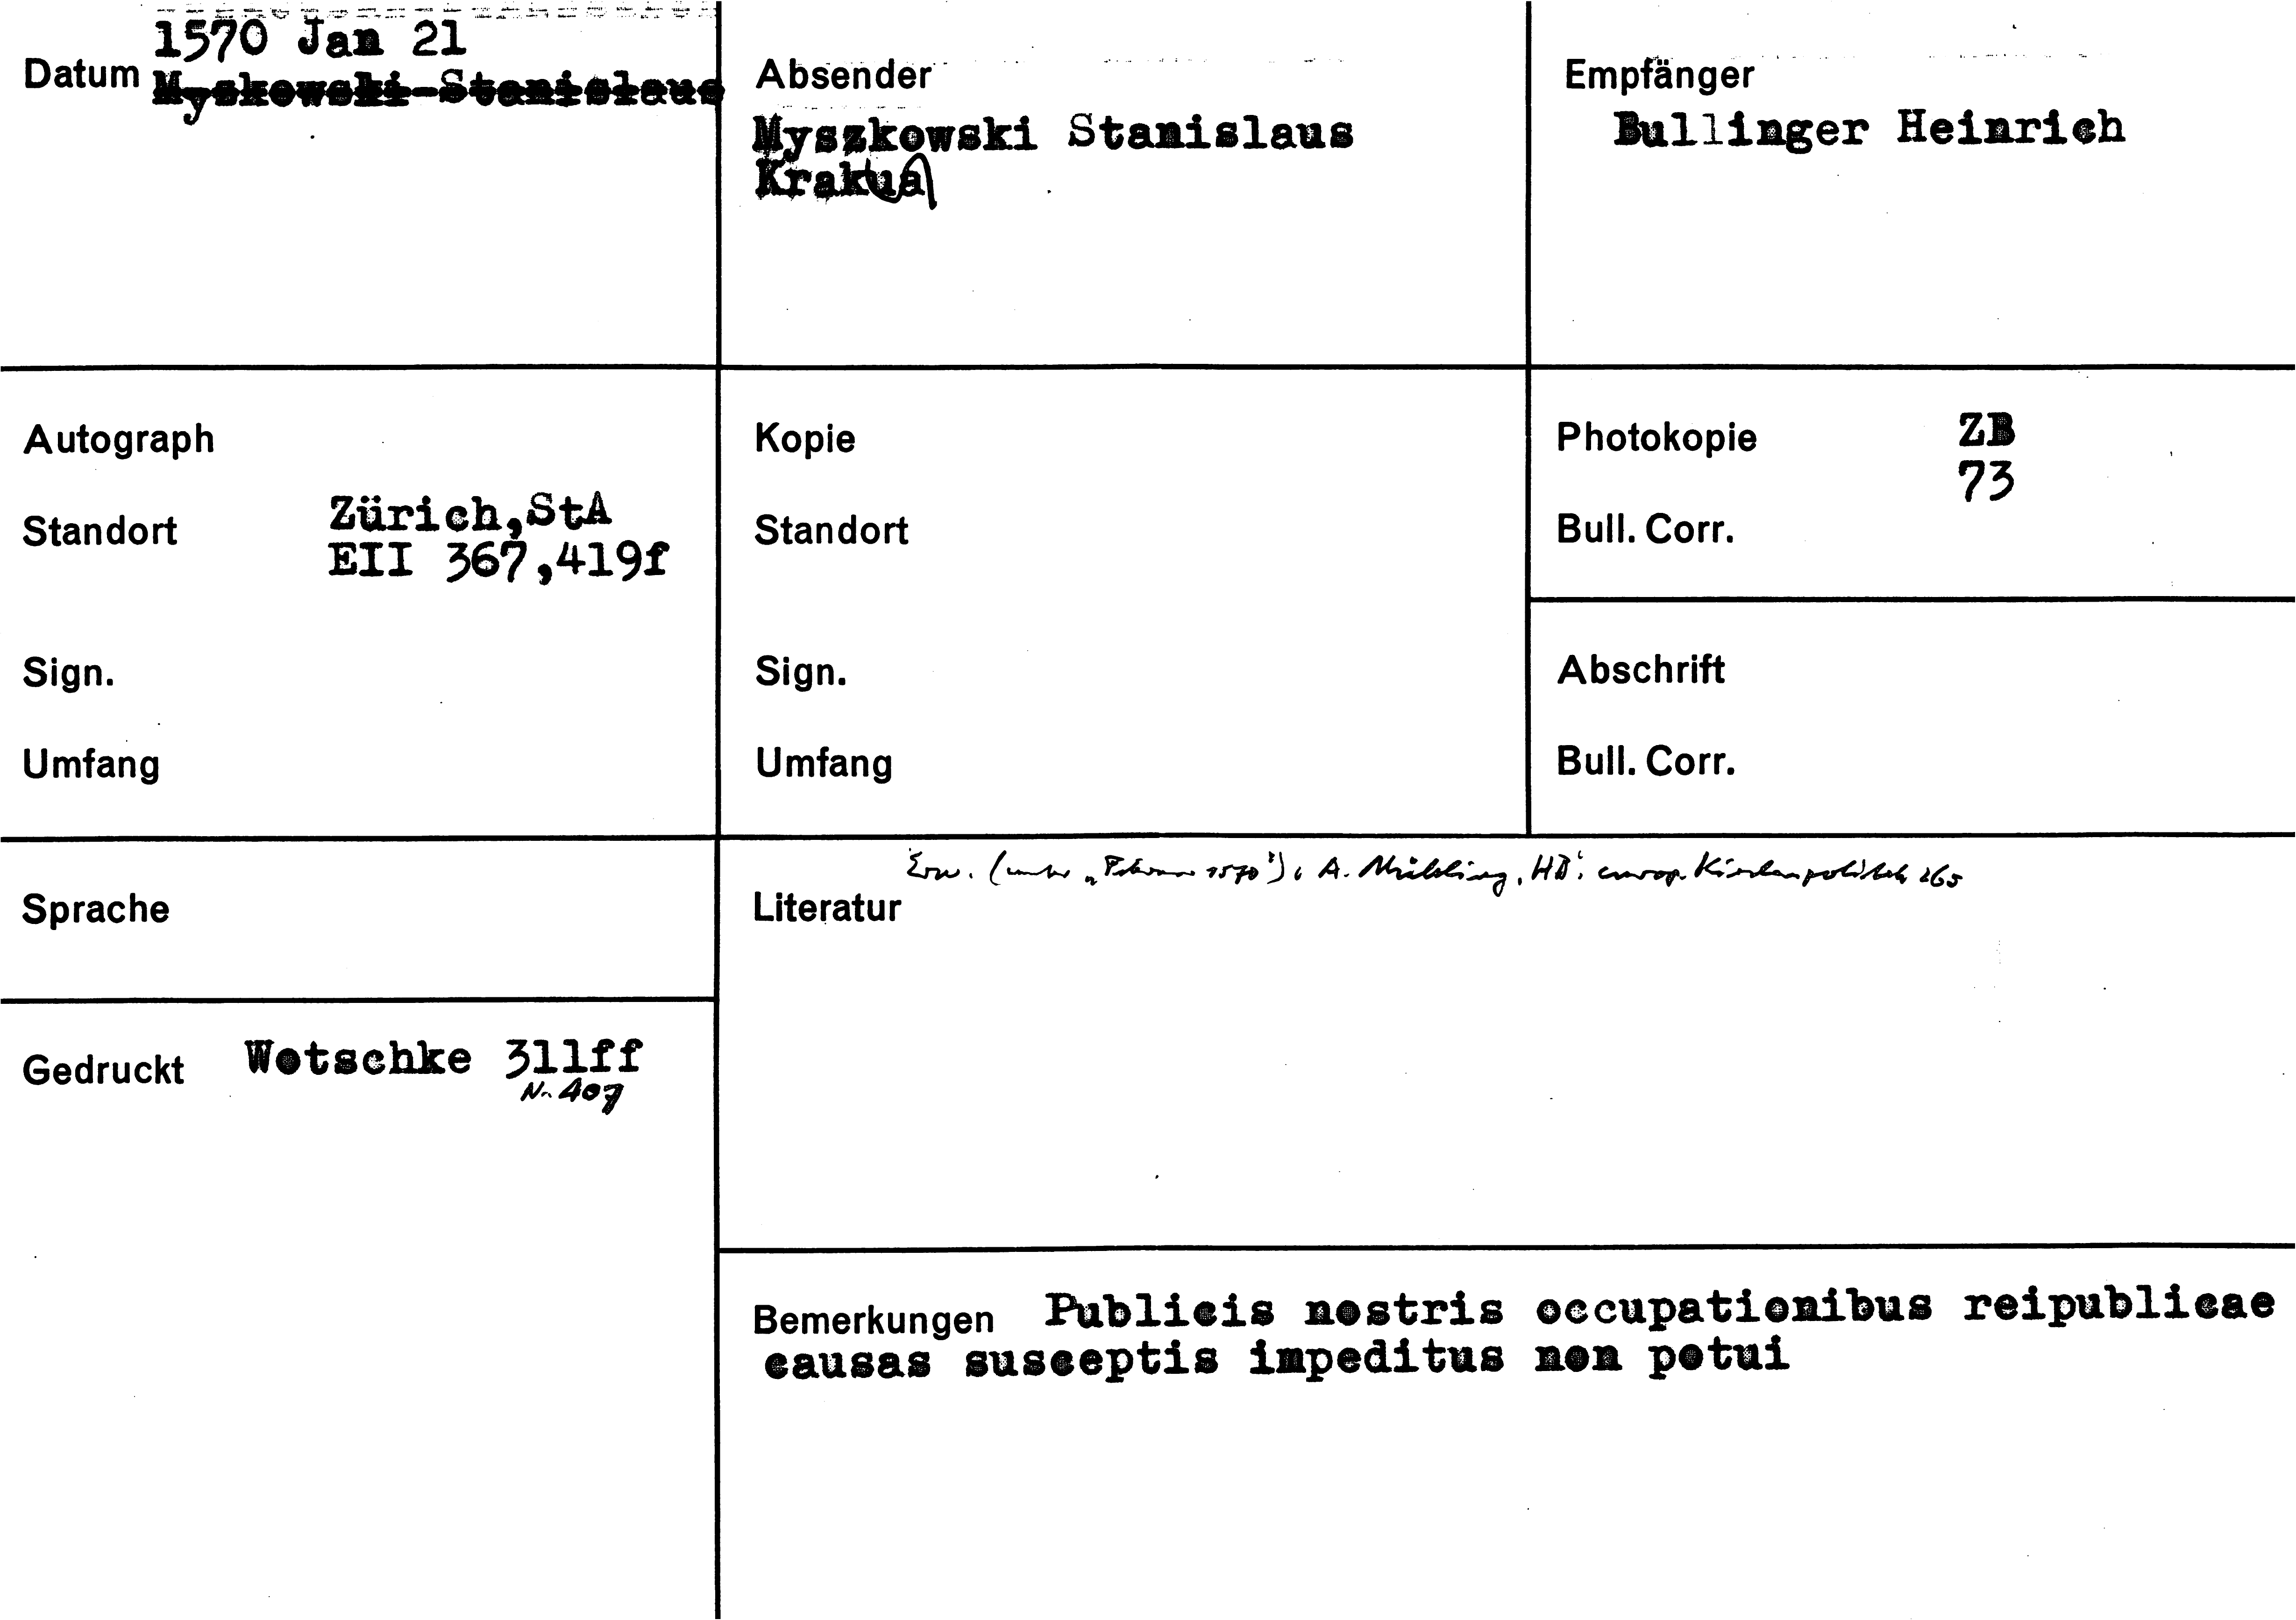 1570 Jan 21
Datum Myskowski Stanislaus
Absender
Myszkowski Stanislaus
Krakua
Empfänger
Bullinger Heinrich
Autograph
Standort Zürich,StA
EII 367,419f
Sign.
Umfang
Kopie
Standort
Sign.
Umfang
Photokopie ZB
73
Bull. Corr.
Abschrift
Bull. Corr.
Sprache
Erw. (unter „Februar 1570"): A. Mühling, HB's europ. Kirchenpolitik 265
Literatur
Gedruckt Wotschke 311ff
Nr. 407
Bemerkungen Publicis nostris occupationibus reipublicae
causas susceptis impeditus non potui